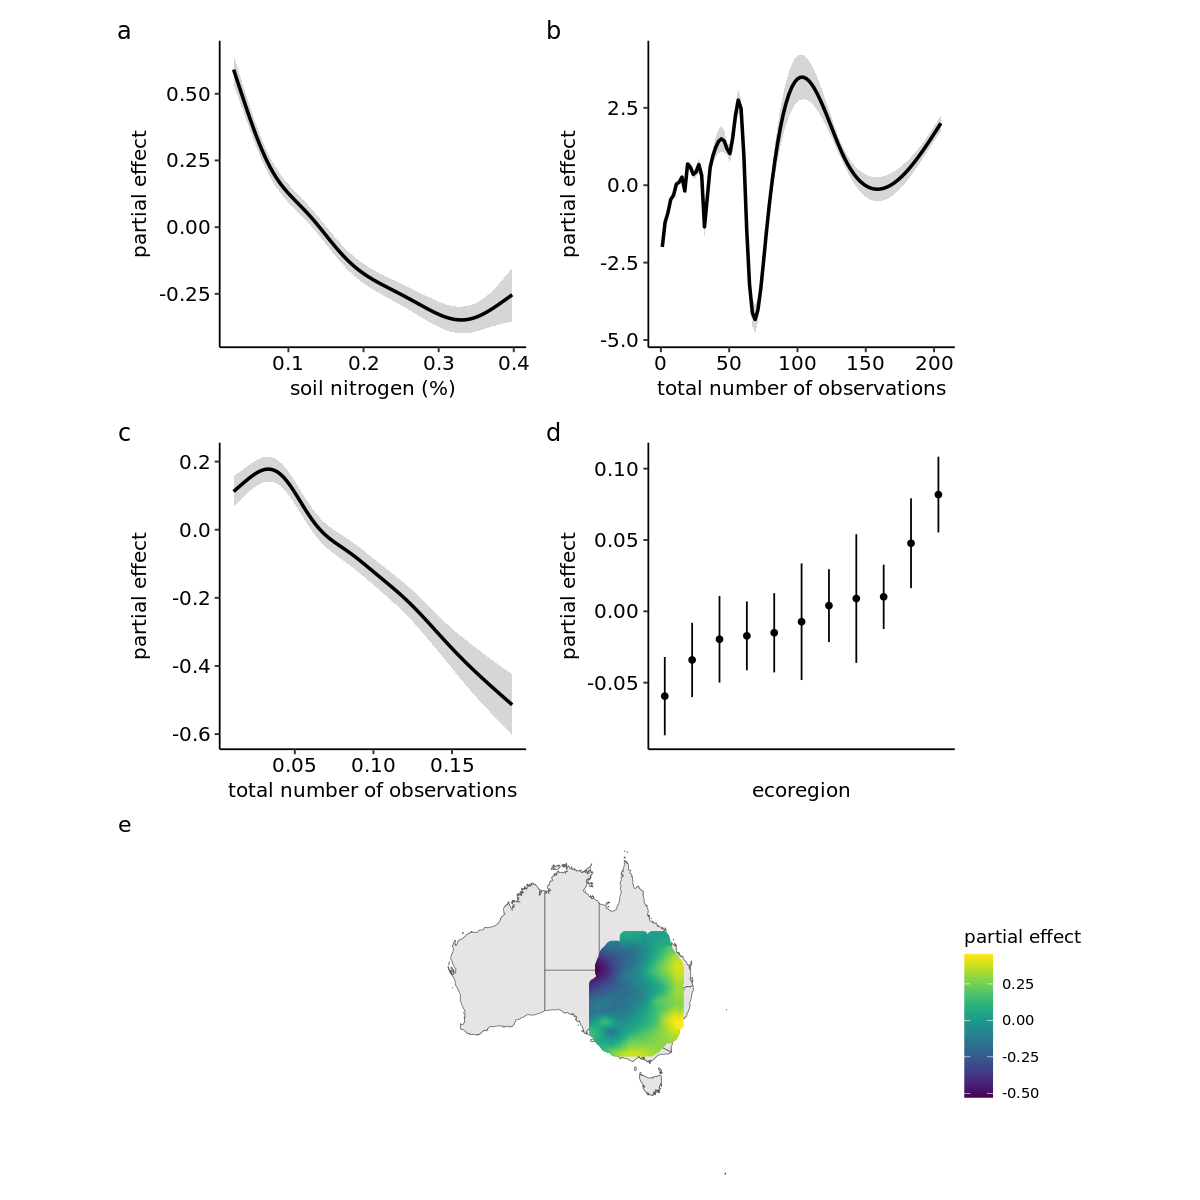 a
0.50
0.25
0.00
-0.25
partial effect
0.1 0.2 0.3 0.4
soil nitrogen (%)
b
2.5
0.0
-2.5
-5.0
partial effect
0 50 100 150 200
total number of observations
c
0.2
0.0
-0.2
-0.4
-0.6
partial effect
0.05 0.10 0.15
total number of observations
d
0.10
0.05
0.00
-0.05
partial effect
ecoregion
e
partial effect
0.25
0.00
-0.25
-0.50